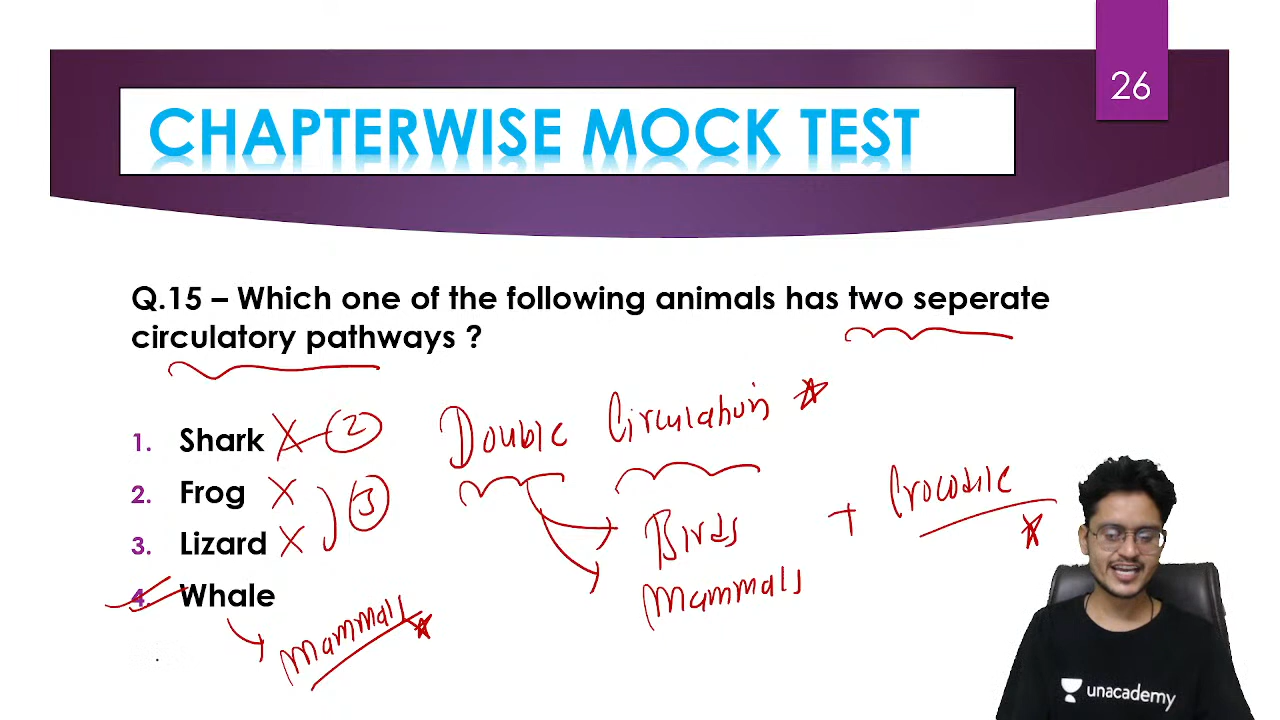 26
CHAPTERWISE MOCK TEST
Q.15 – Which one of the following animals has two seperate
circulatory pathways ?
1. Shark X 2
Double Circulation
2. Frog X
3
3. Lizard X
Birds + Crocodile
4. Whale
Mammals
Mammals
unacademy